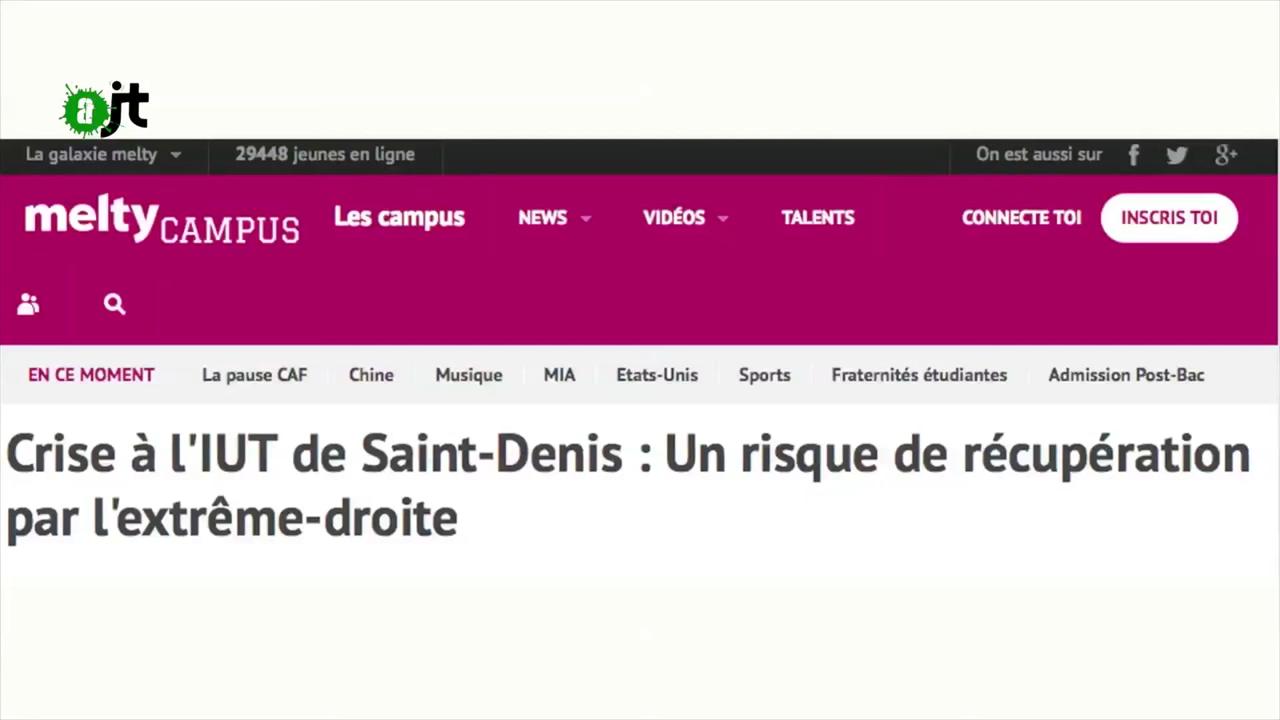 ajt
La galaxie melty
29448 jeunes en ligne
On est aussi sur
melty CAMPUS
Les campus
NEWS
VIDÉOS
TALENTS
CONNECTE TOI
INSCRIS TOI
EN CE MOMENT
La pause CAF
Chine
Musique
MIA
Etats-Unis
Sports
Fraternités étudiantes
Admission Post-Bac
Crise à l'IUT de Saint-Denis : Un risque de récupération
par l'extrême-droite